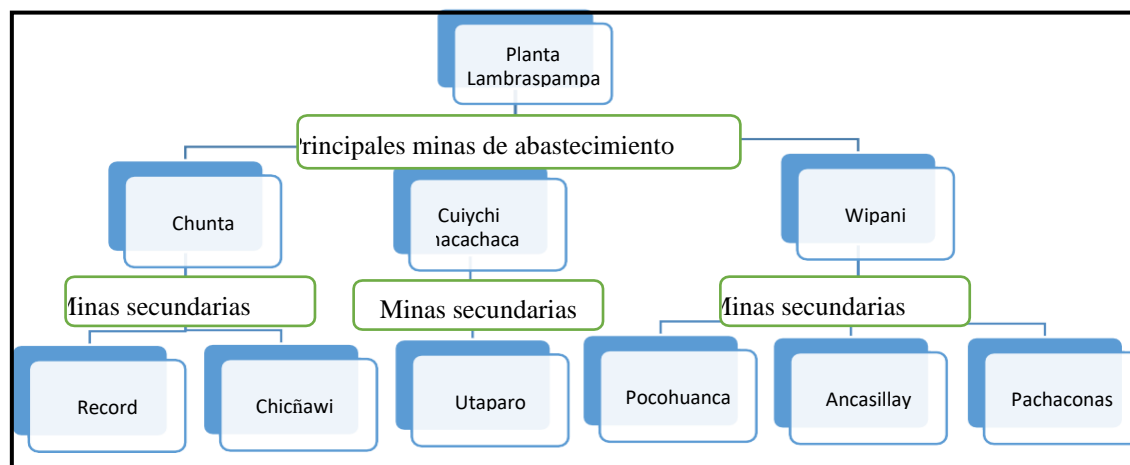 Planta
Lambraspampa
rincipales minas de abastecimiento
Chunta
Cuiychi
hacachaca
Wipani
Minas secundarias
Minas secundarias
Minas secundarias
Record
Chicñawi
Utaparo
Pocohuanca
Ancasillay
Pachaconas